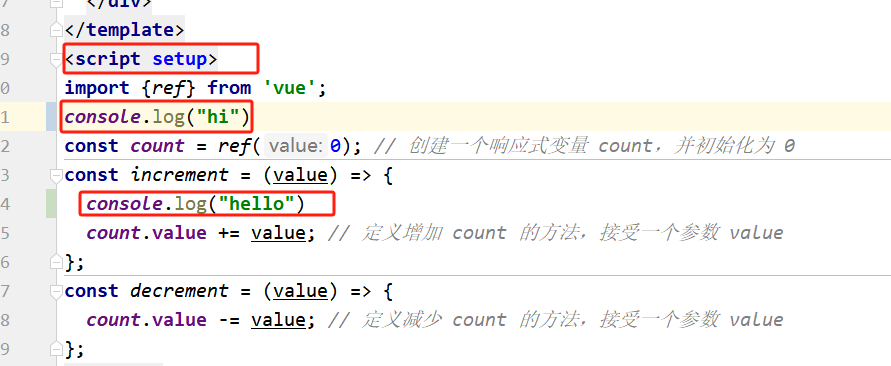 7 </div>
8 </template>
9 <script setup>
0 import {ref} from 'vue';
1 console.log("hi")
2 const count = ref( value: 0); // 创建一个响应式变量 count，并初始化为 0
3 const increment = (value) => {
4 console.log("hello")
5 count.value += value; // 定义增加 count 的方法，接受一个参数 value
6 };
7 const decrement = (value) => {
8 count.value -= value; // 定义减少 count 的方法，接受一个参数 value
9 };